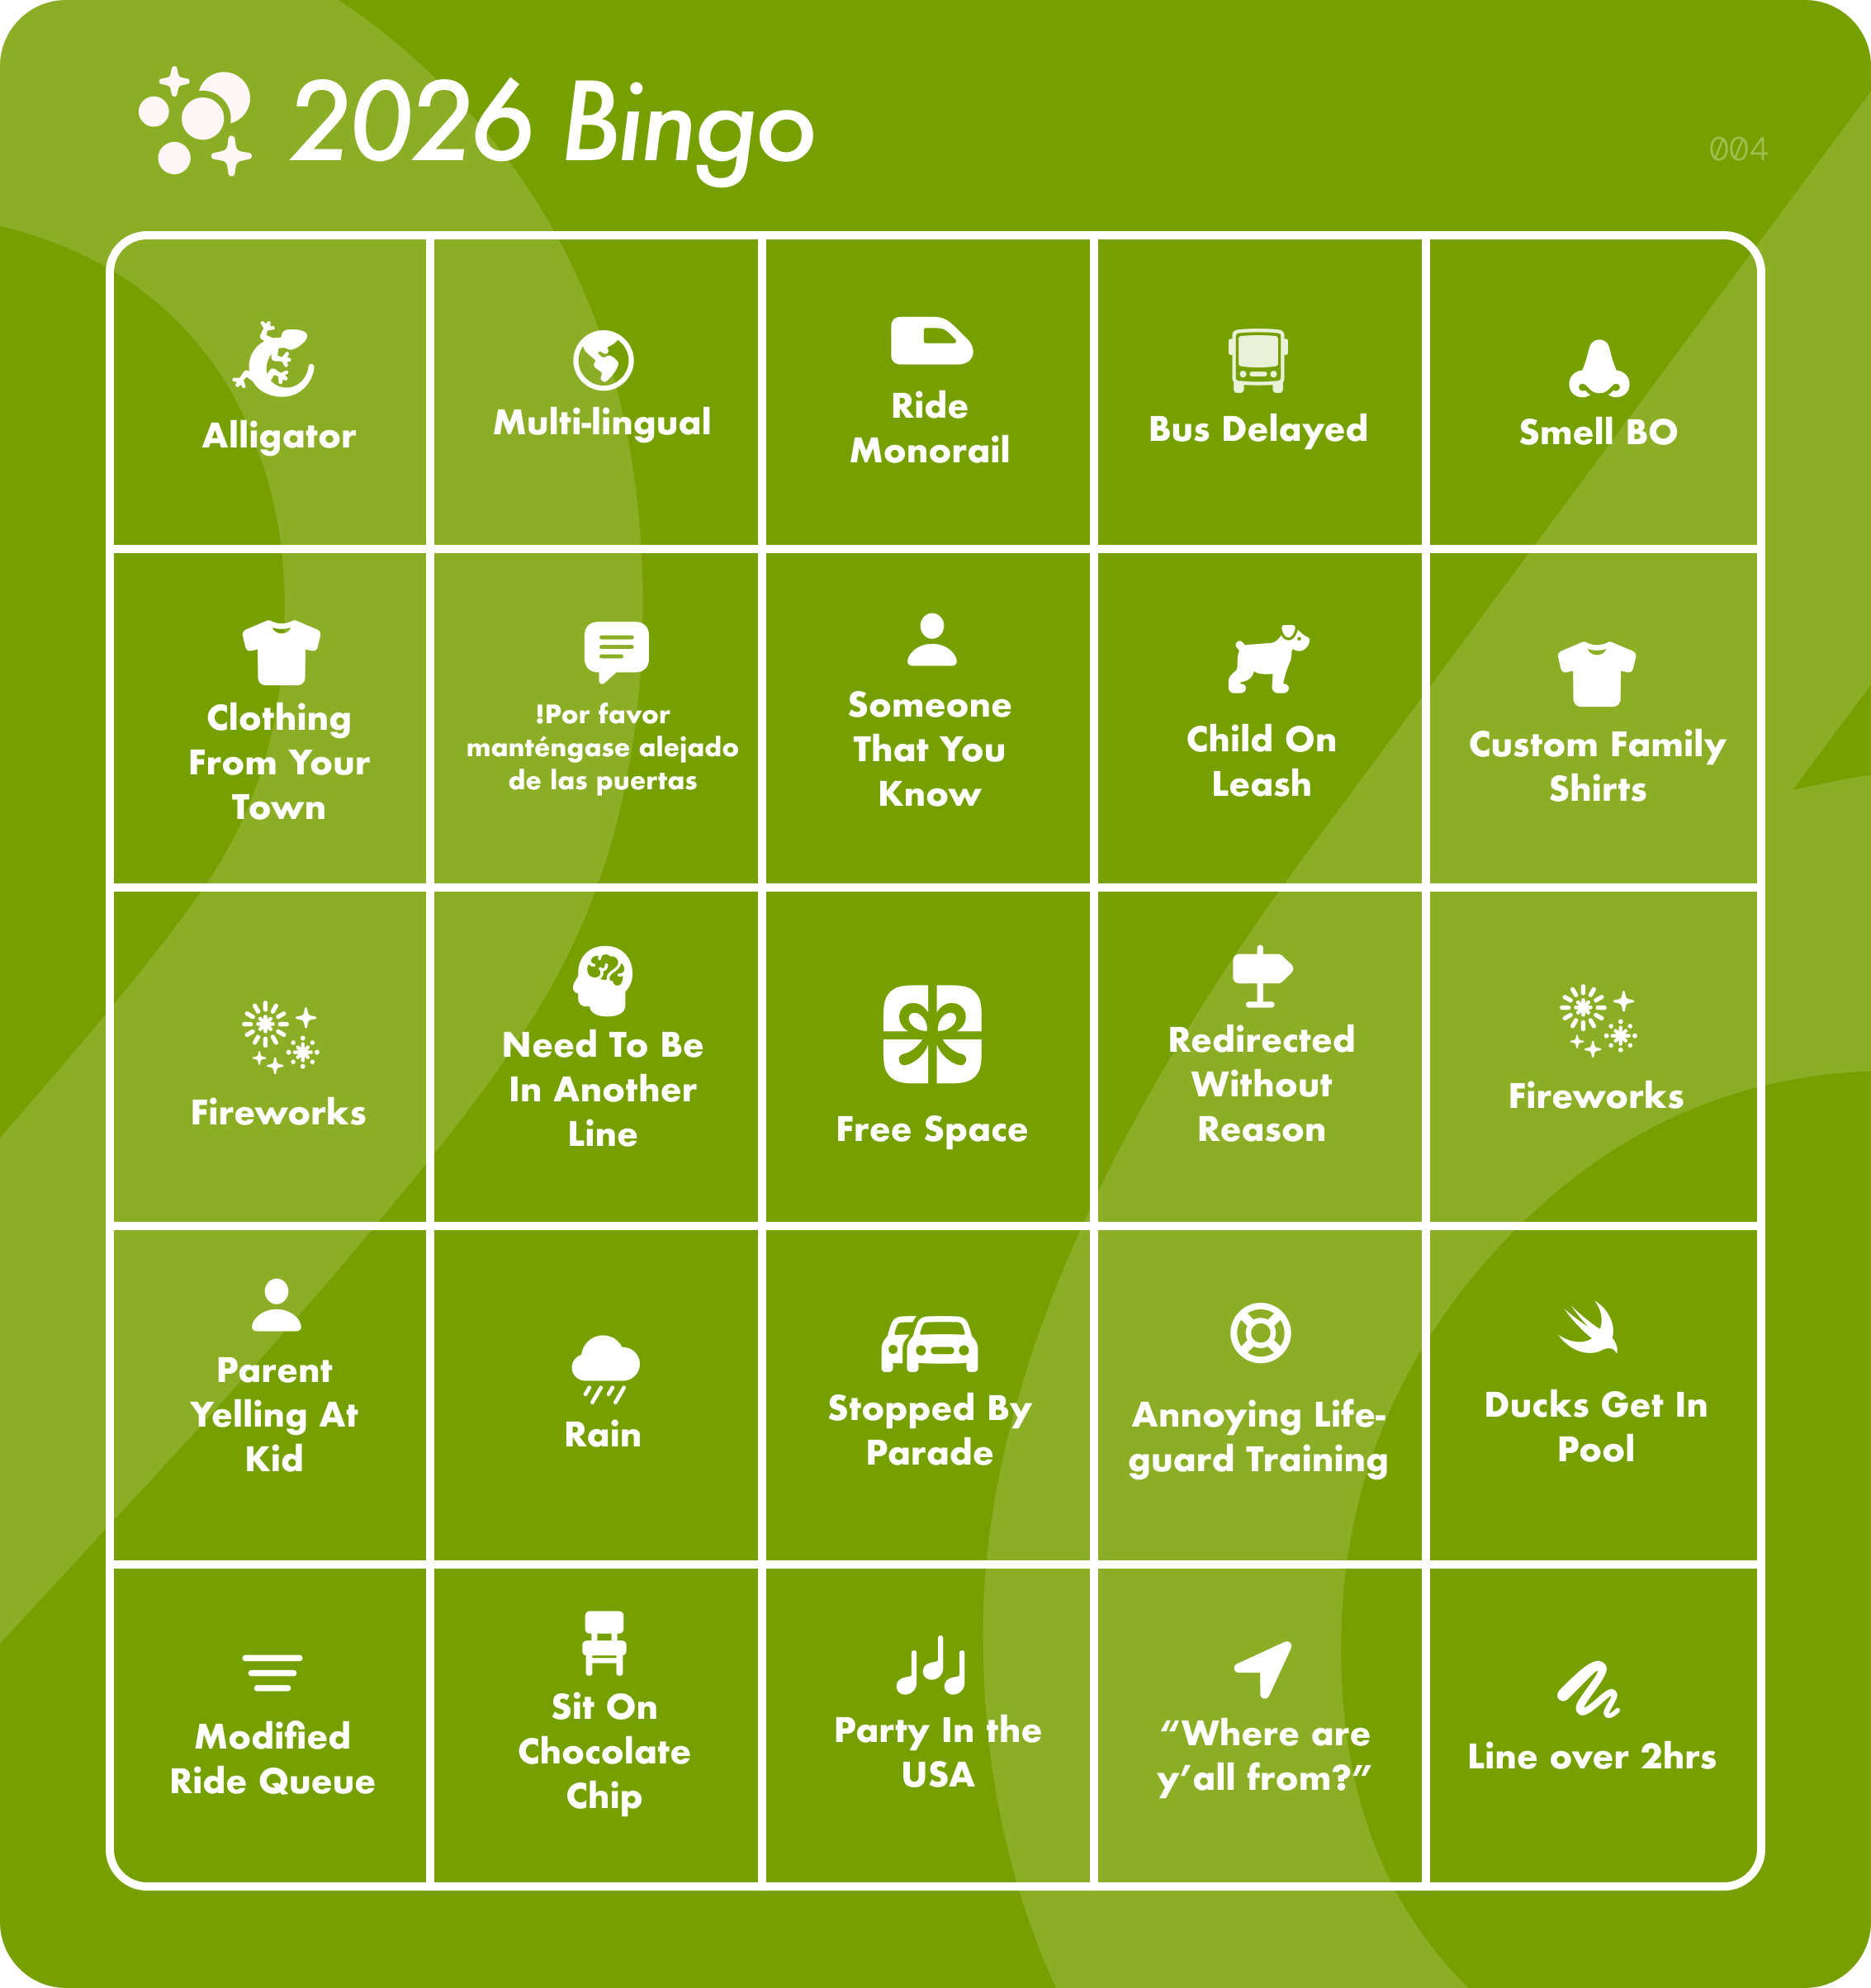 2026 Bingo
004
Alligator
Multi-lingual
Ride
Monorail
Bus Delayed
Smell BO
Clothing
From Your
Town
!Por favor
manténgase alejado
de las puertas
Someone
That You
Know
Child On
Leash
Custom Family
Shirts
Fireworks
Need To Be
In Another
Line
Free Space
Redirected
Without
Reason
Fireworks
Parent
Yelling At
Kid
Rain
Stopped By
Parade
Annoying Life-
guard Training
Ducks Get In
Pool
Modified
Ride Queue
Sit On
Chocolate
Chip
Party In the
USA
“Where are
y’all from?”
Line over 2hrs